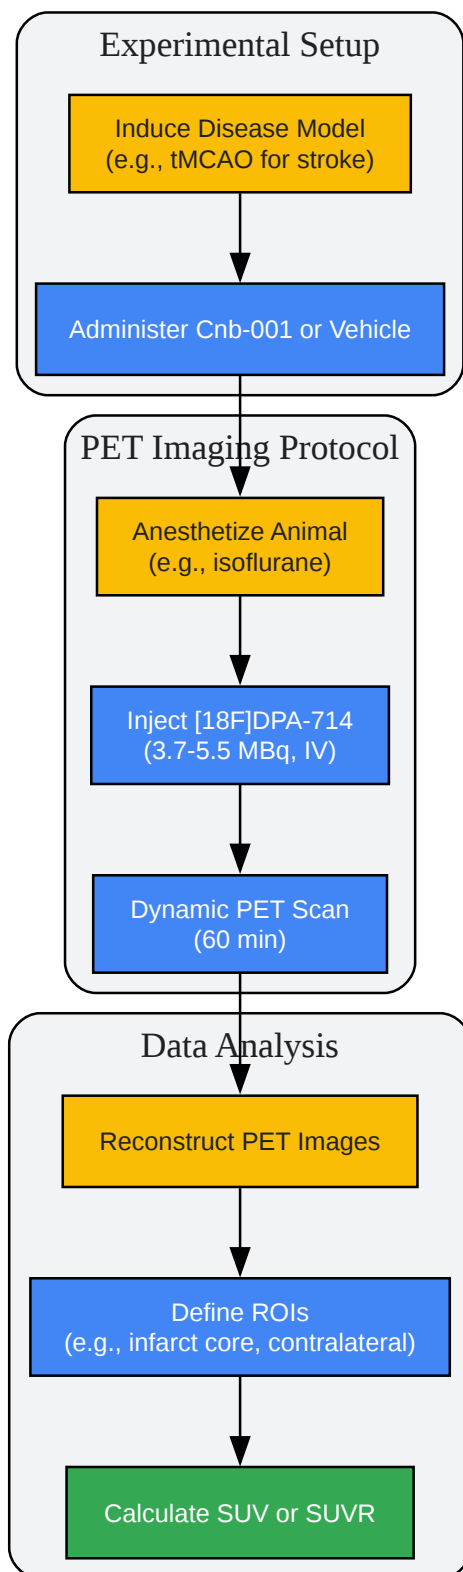 Experimental Setup
Induce Disease Model
(e.g., tMCAO for stroke)
Administer Cnb-001 or Vehicle
PET Imaging Protocol
Anesthetize Animal
(e.g., isoflurane)
Inject [18F]DPA-714
(3.7-5.5 MBq, IV)
Dynamic PET Scan
(60 min)
Data Analysis
Reconstruct PET Images
Define ROIs
(e.g., infarct core, contralateral)
Calculate SUV or SUVR